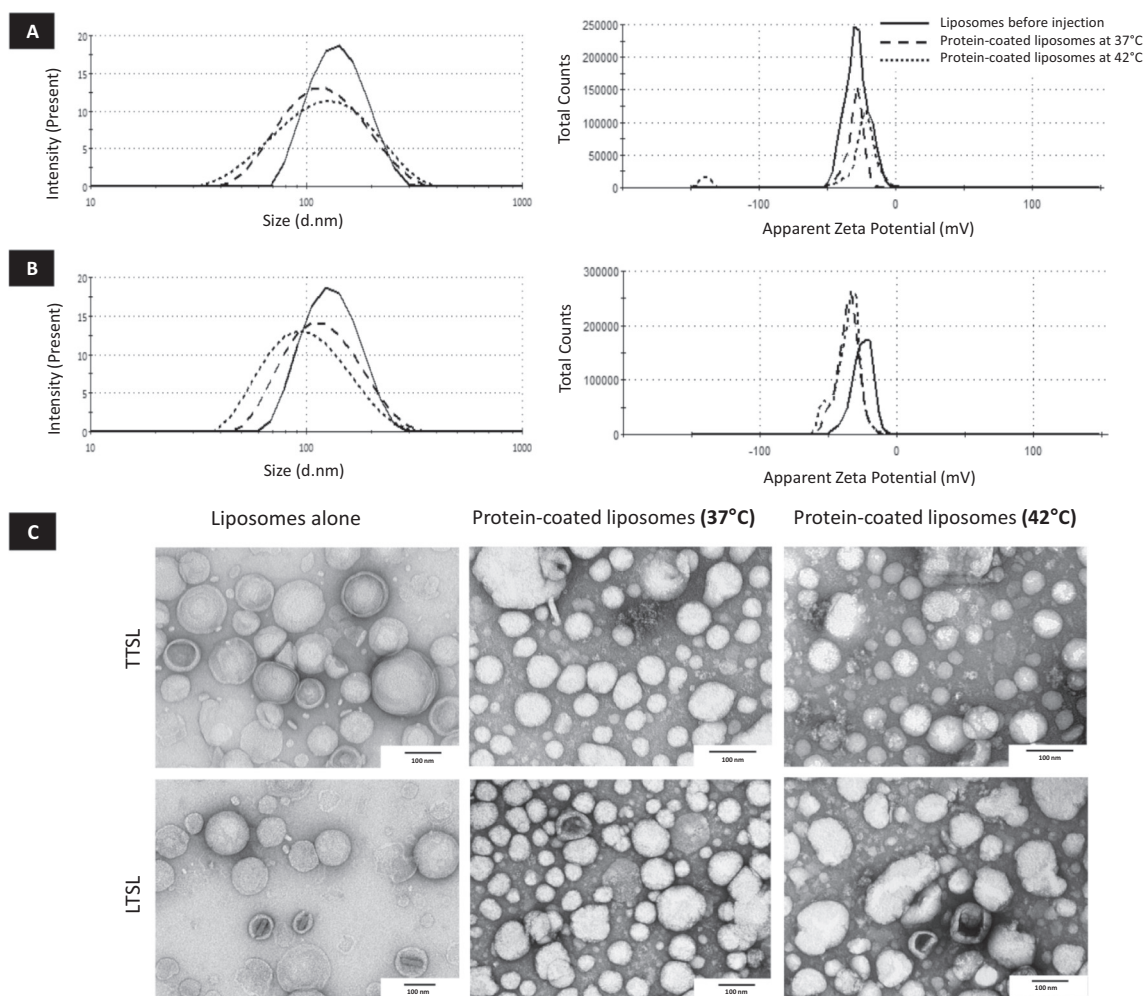 A
Intensity (Present)
20
15
10
5
0
10
100
1000
Size (d.nm)
Total Counts
250000
200000
150000
100000
50000
0
-100
0
100
Apparent Zeta Potential (mV)
Liposomes before injection
Protein-coated liposomes at 37°C
Protein-coated liposomes at 42°C
B
Intensity (Present)
20
15
10
5
0
10
100
1000
Size (d.nm)
Total Counts
300000
200000
100000
0
-100
0
100
Apparent Zeta Potential (mV)
C
Liposomes alone
Protein-coated liposomes (37°C)
Protein-coated liposomes (42°C)
TTSL
100 nm
100 nm
100 nm
LTSL
100 nm
100 nm
100 nm